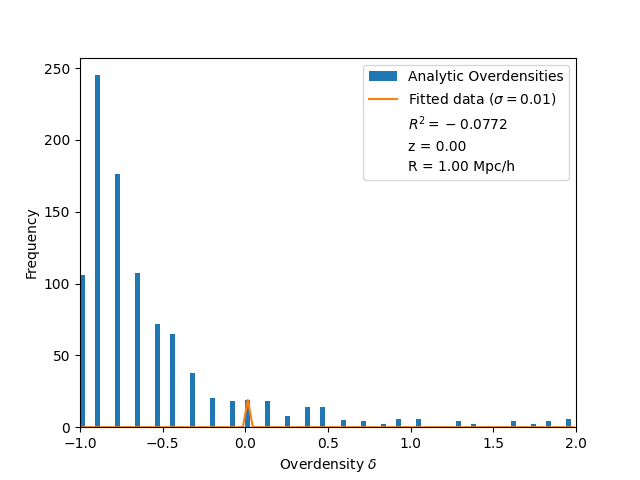 Analytic Overdensities
Fitted data (σ = 0.01)
R² = −0.0772
z = 0.00
R = 1.00 Mpc/h
250
200
150
100
50
0
Frequency
−1.0 −0.5 0.0 0.5 1.0 1.5 2.0
Overdensity δ